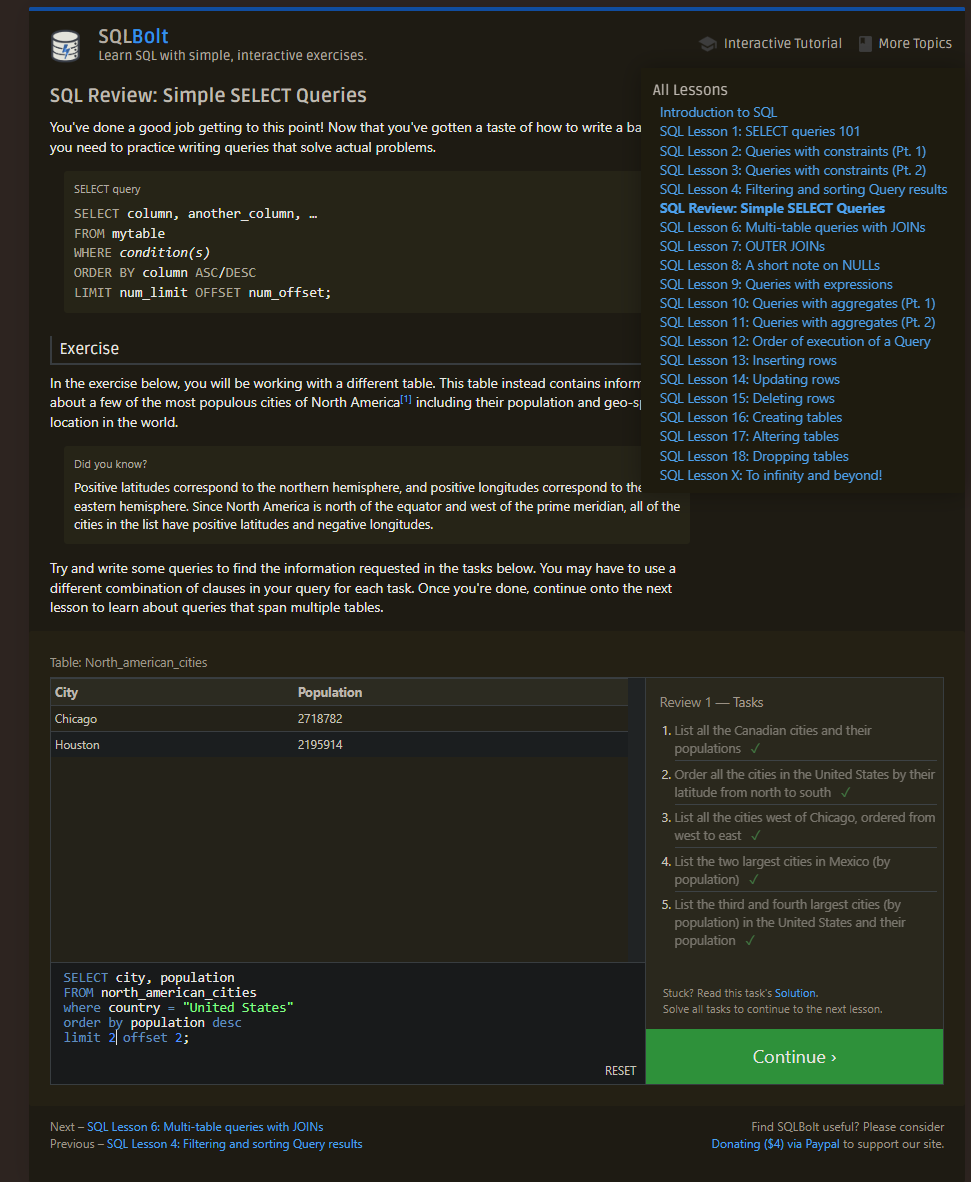 SQLBolt
Learn SQL with simple, interactive exercises.
Interactive Tutorial
More Topics
SQL Review: Simple SELECT Queries
You've done a good job getting to this point! Now that you've gotten a taste of how to write a ba
you need to practice writing queries that solve actual problems.
SELECT query
SELECT column, another_column, …
FROM mytable
WHERE condition(s)
ORDER BY column ASC/DESC
LIMIT num_limit OFFSET num_offset;
All Lessons
Introduction to SQL
SQL Lesson 1: SELECT queries 101
SQL Lesson 2: Queries with constraints (Pt. 1)
SQL Lesson 3: Queries with constraints (Pt. 2)
SQL Lesson 4: Filtering and sorting Query results
SQL Review: Simple SELECT Queries
SQL Lesson 6: Multi-table queries with JOINs
SQL Lesson 7: OUTER JOINs
SQL Lesson 8: A short note on NULLs
SQL Lesson 9: Queries with expressions
SQL Lesson 10: Queries with aggregates (Pt. 1)
SQL Lesson 11: Queries with aggregates (Pt. 2)
SQL Lesson 12: Order of execution of a Query
SQL Lesson 13: Inserting rows
SQL Lesson 14: Updating rows
SQL Lesson 15: Deleting rows
SQL Lesson 16: Creating tables
SQL Lesson 17: Altering tables
SQL Lesson 18: Dropping tables
SQL Lesson X: To infinity and beyond!
Exercise
In the exercise below, you will be working with a different table. This table instead contains inform
about a few of the most populous cities of North America[1] including their population and geo-sp
location in the world.
Did you know?
Positive latitudes correspond to the northern hemisphere, and positive longitudes correspond to the
eastern hemisphere. Since North America is north of the equator and west of the prime meridian, all of the
cities in the list have positive latitudes and negative longitudes.
Try and write some queries to find the information requested in the tasks below. You may have to use a
different combination of clauses in your query for each task. Once you're done, continue onto the next
lesson to learn about queries that span multiple tables.
Table: North_american_cities
City Population
Chicago 2718782
Houston 2195914
SELECT city, population
FROM north_american_cities
where country = "United States"
order by population desc
limit 2 offset 2;
RESET
Review 1 — Tasks
1. List all the Canadian cities and their
populations ✓
2. Order all the cities in the United States by their
latitude from north to south ✓
3. List all the cities west of Chicago, ordered from
west to east ✓
4. List the two largest cities in Mexico (by
population) ✓
5. List the third and fourth largest cities (by
population) in the United States and their
population ✓
Stuck? Read this task's Solution.
Solve all tasks to continue to the next lesson.
Continue ›
Next – SQL Lesson 6: Multi-table queries with JOINs
Previous – SQL Lesson 4: Filtering and sorting Query results
Find SQLBolt useful? Please consider
Donating ($4) via Paypal to support our site.